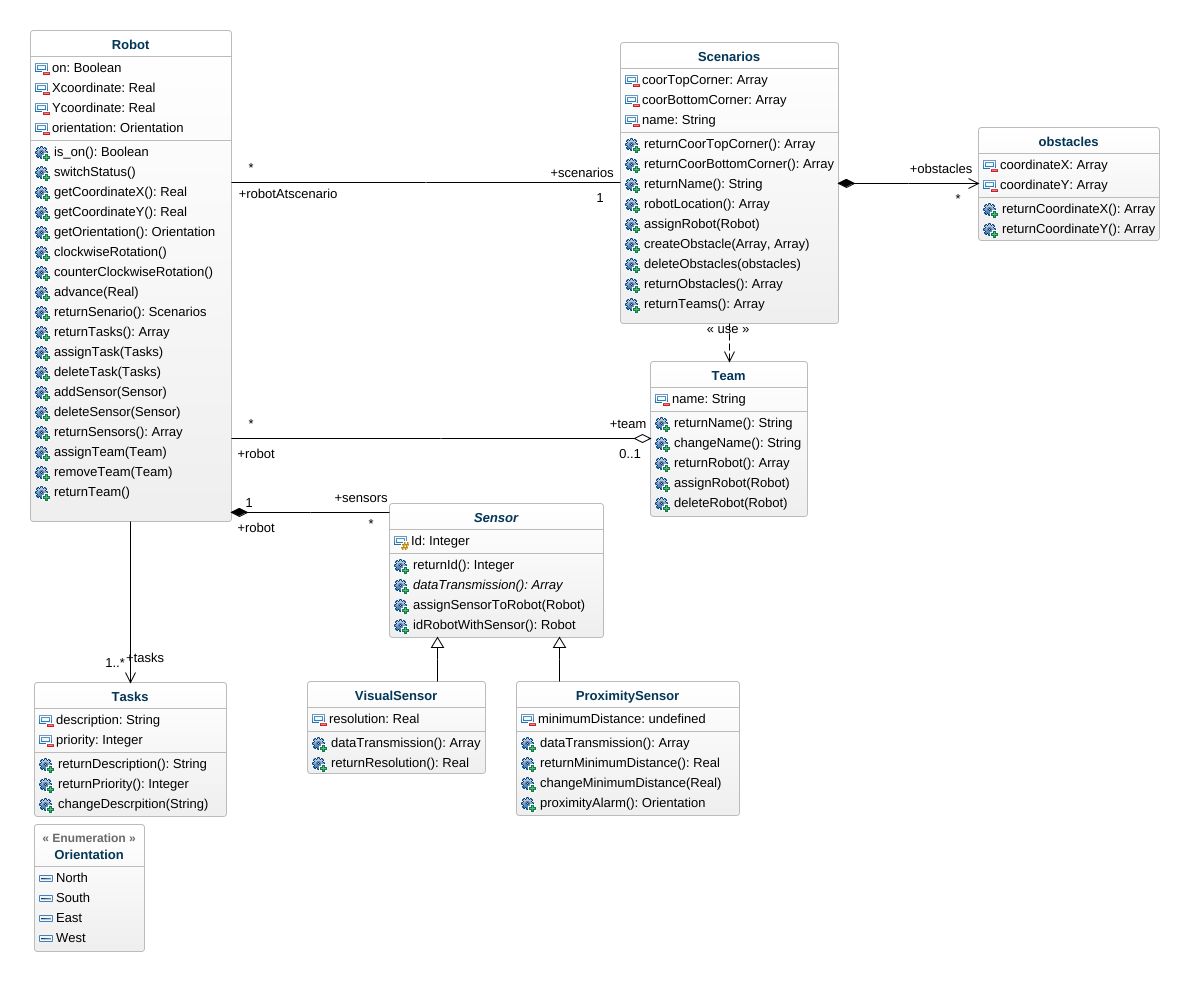 Robot
on: Boolean
Xcoordinate: Real
Ycoordinate: Real
orientation: Orientation
is_on(): Boolean
switchStatus()
getCoordinateX(): Real
getCoordinateY(): Real
getOrientation(): Orientation
clockwiseRotation()
counterClockwiseRotation()
advance(Real)
returnSenario(): Scenarios
returnTasks(): Array
assignTask(Tasks)
deleteTask(Tasks)
addSensor(Sensor)
deleteSensor(Sensor)
returnSensors(): Array
assignTeam(Team)
removeTeam(Team)
returnTeam()
*
+robotAtscenario
+scenarios
1
Scenarios
coorTopCorner: Array
coorBottomCorner: Array
name: String
returnCoorTopCorner(): Array
returnCoorBottomCorner(): Array
returnName(): String
robotLocation(): Array
assignRobot(Robot)
createObstacle(Array, Array)
deleteObstacles(obstacles)
returnObstacles(): Array
returnTeams(): Array
+obstacles
*
obstacles
coordinateX: Array
coordinateY: Array
returnCoordinateX(): Array
returnCoordinateY(): Array
« use »
Team
name: String
returnName(): String
changeName(): String
returnRobot(): Array
assignRobot(Robot)
deleteRobot(Robot)
*
+robot
+team
0..1
1
+robot
+sensors
*
Sensor
Id: Integer
returnId(): Integer
dataTransmission(): Array
assignSensorToRobot(Robot)
idRobotWithSensor(): Robot
1..*
+tasks
Tasks
description: String
priority: Integer
returnDescription(): String
returnPriority(): Integer
changeDescrpition(String)
VisualSensor
resolution: Real
dataTransmission(): Array
returnResolution(): Real
ProximitySensor
minimumDistance: undefined
dataTransmission(): Array
returnMinimumDistance(): Real
changeMinimumDistance(Real)
proximityAlarm(): Orientation
« Enumeration »
Orientation
North
South
East
West